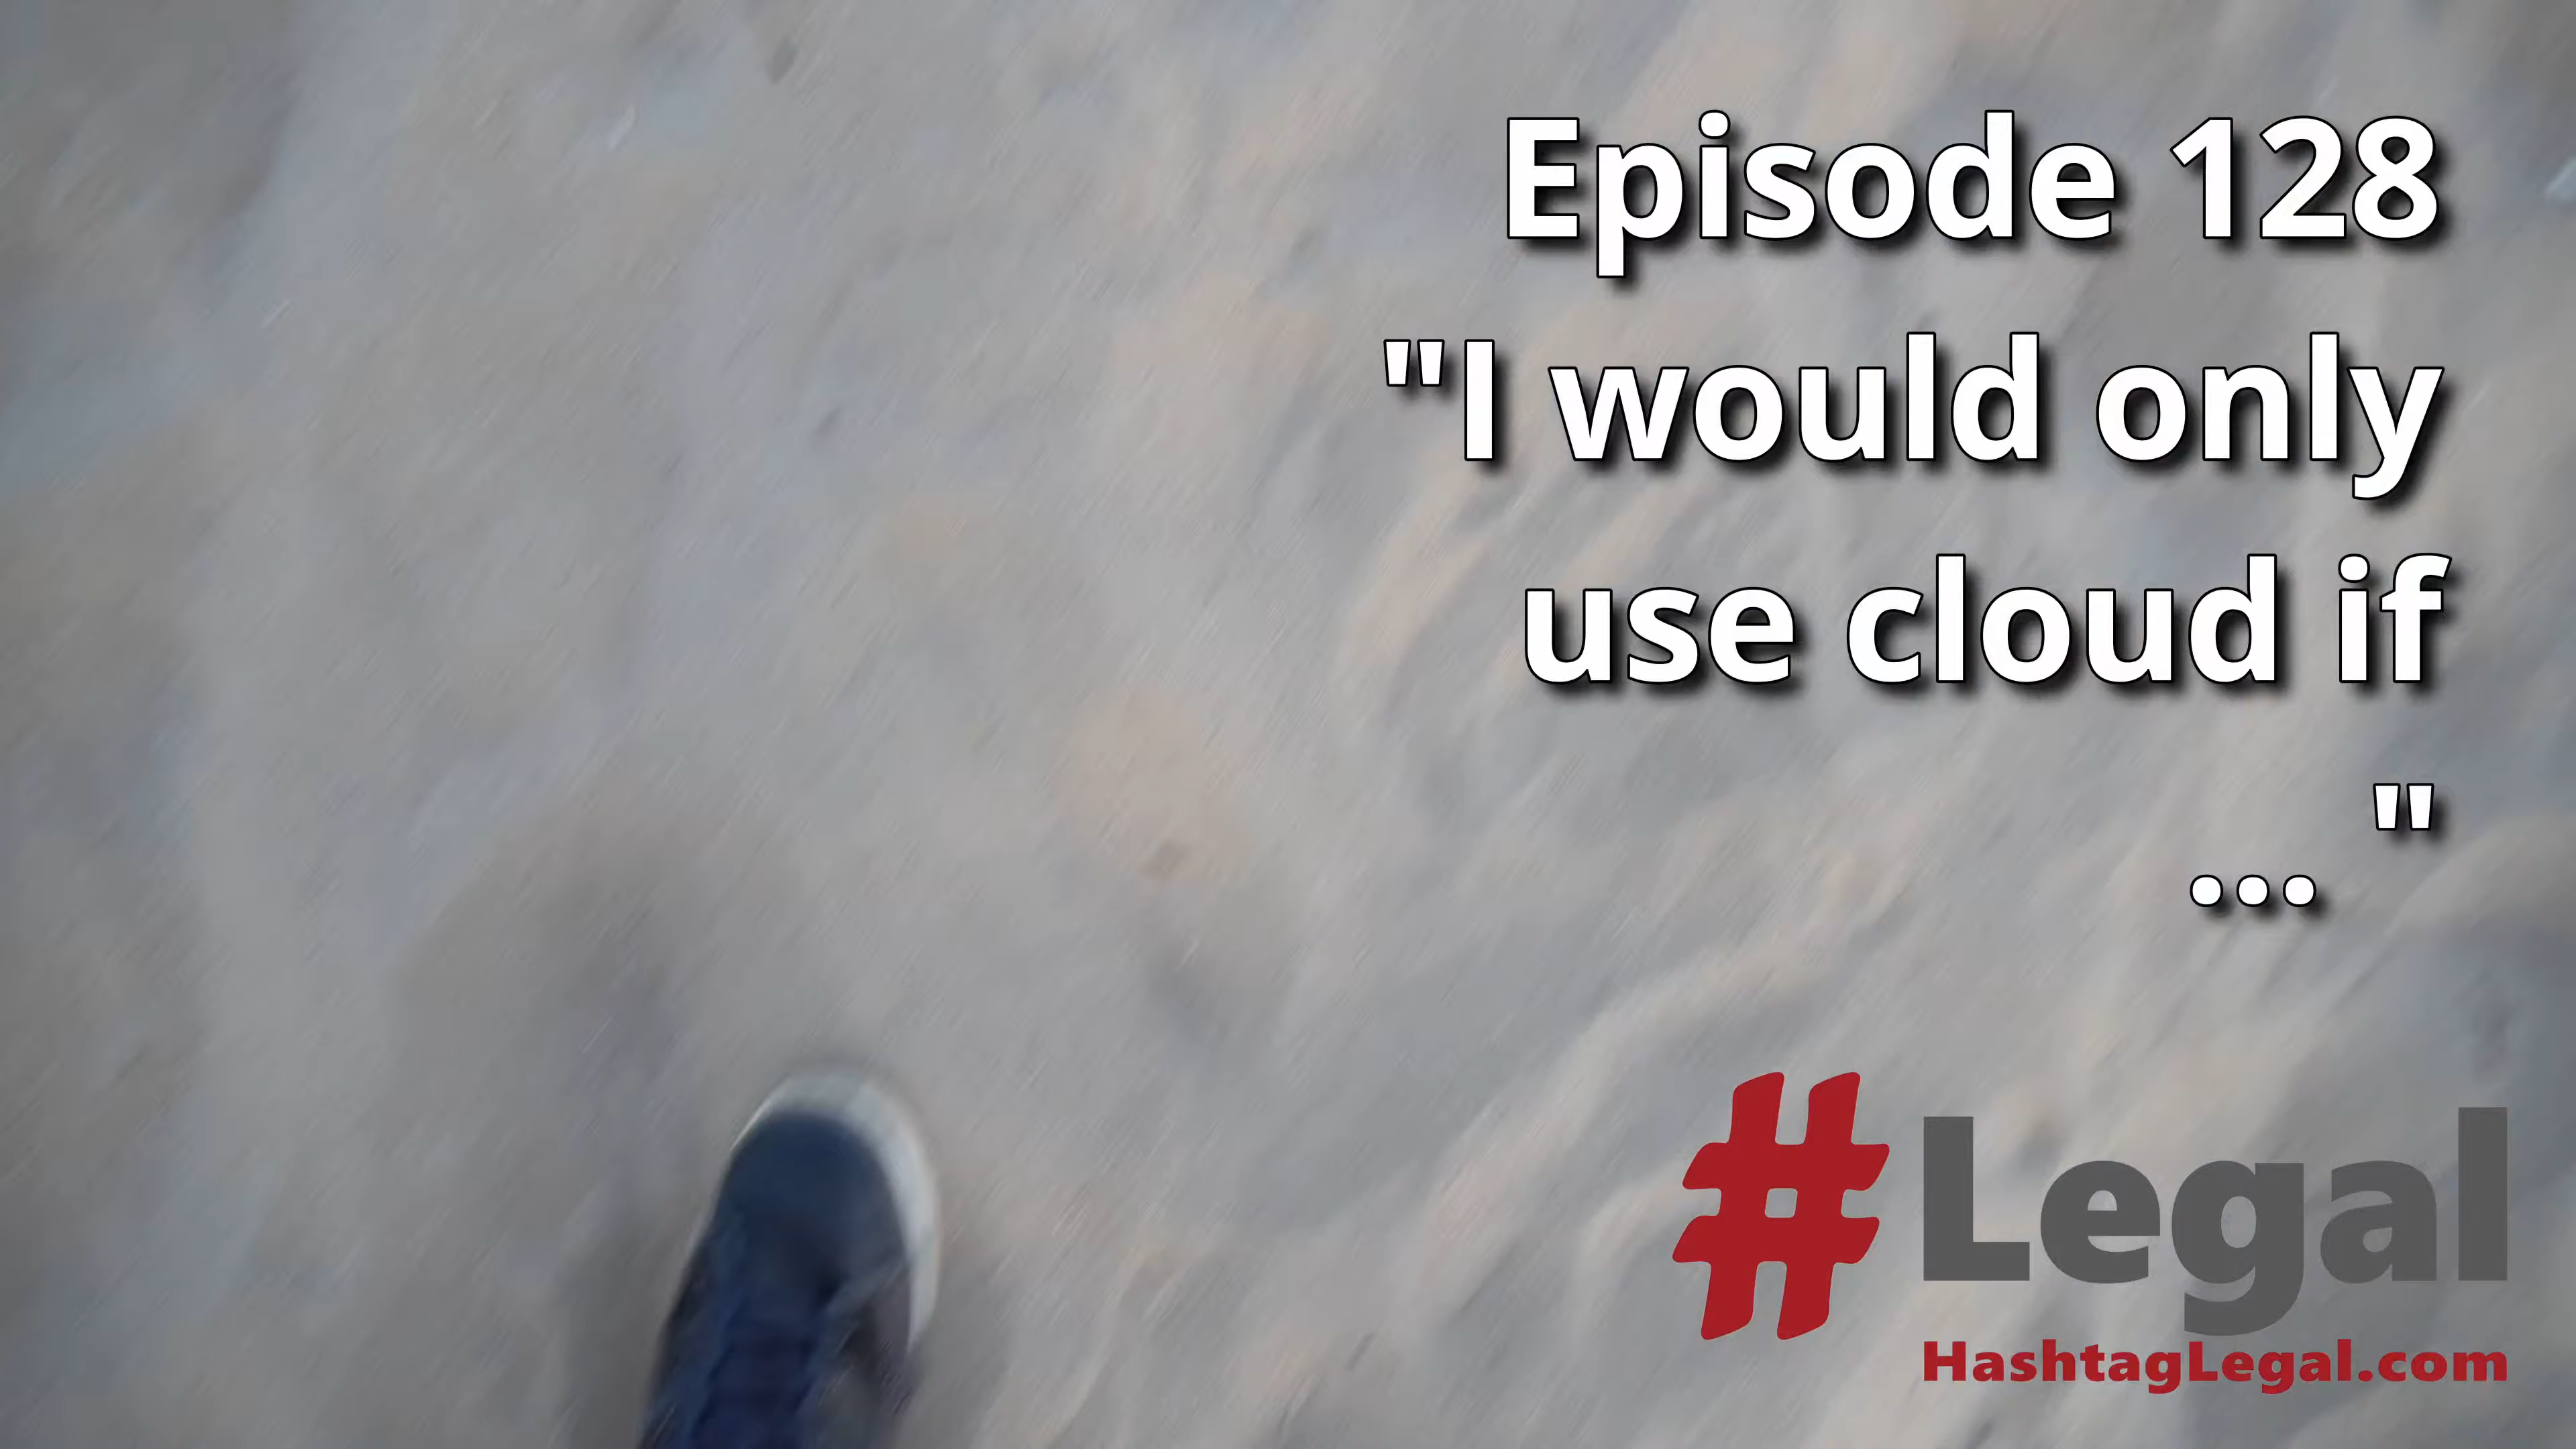 Episode 128
"I would only
use cloud if
... "
#Legal
HashtagLegal.com